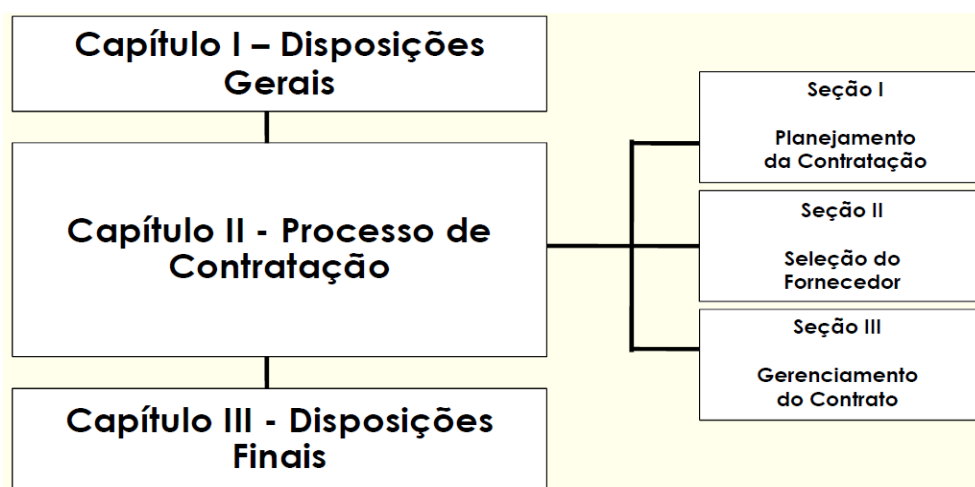 Capítulo I – Disposições
Gerais
Capítulo II - Processo de
Contratação
Capítulo III - Disposições
Finais
Seção I
Planejamento
da Contratação
Seção II
Seleção do
Fornecedor
Seção III
Gerenciamento
do Contrato